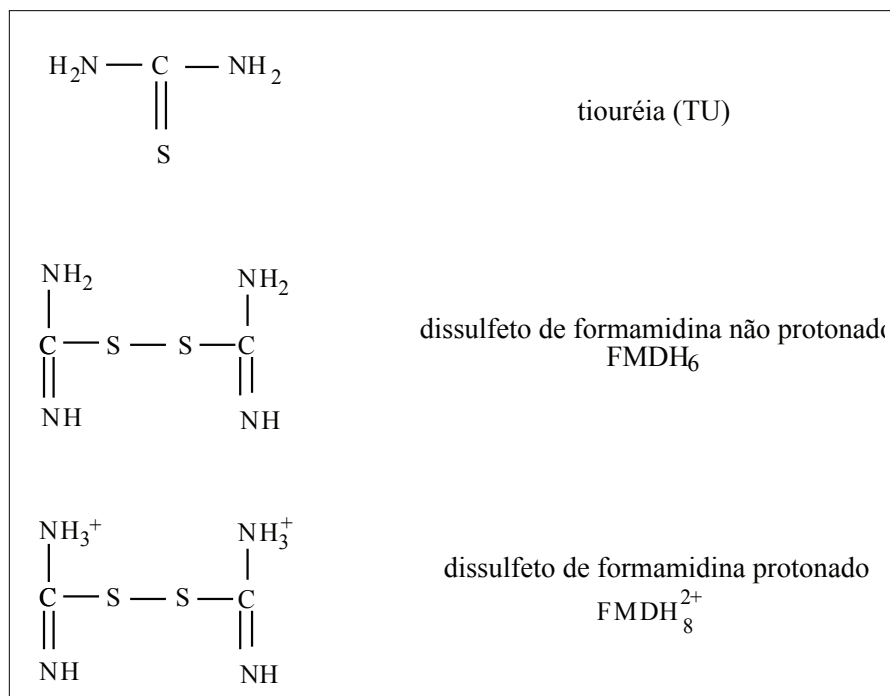 H₂N — C — NH₂
S
tiouréia (TU)
NH₂ NH₂
C — S — S — C
NH NH
dissulfeto de formamidina não protonado
FMDH₆
NH₃⁺ NH₃⁺
C — S — S — C
NH NH
dissulfeto de formamidina protonado
FMDH₈²⁺